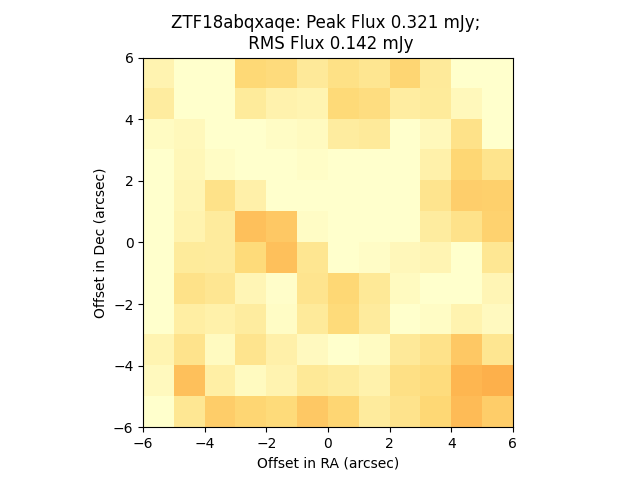 ZTF18abqxaqe: Peak Flux 0.321 mJy;
RMS Flux 0.142 mJy
6
4
2
0
−2
−4
−6
Offset in Dec (arcsec)
−6 −4 −2 0 2 4 6
Offset in RA (arcsec)